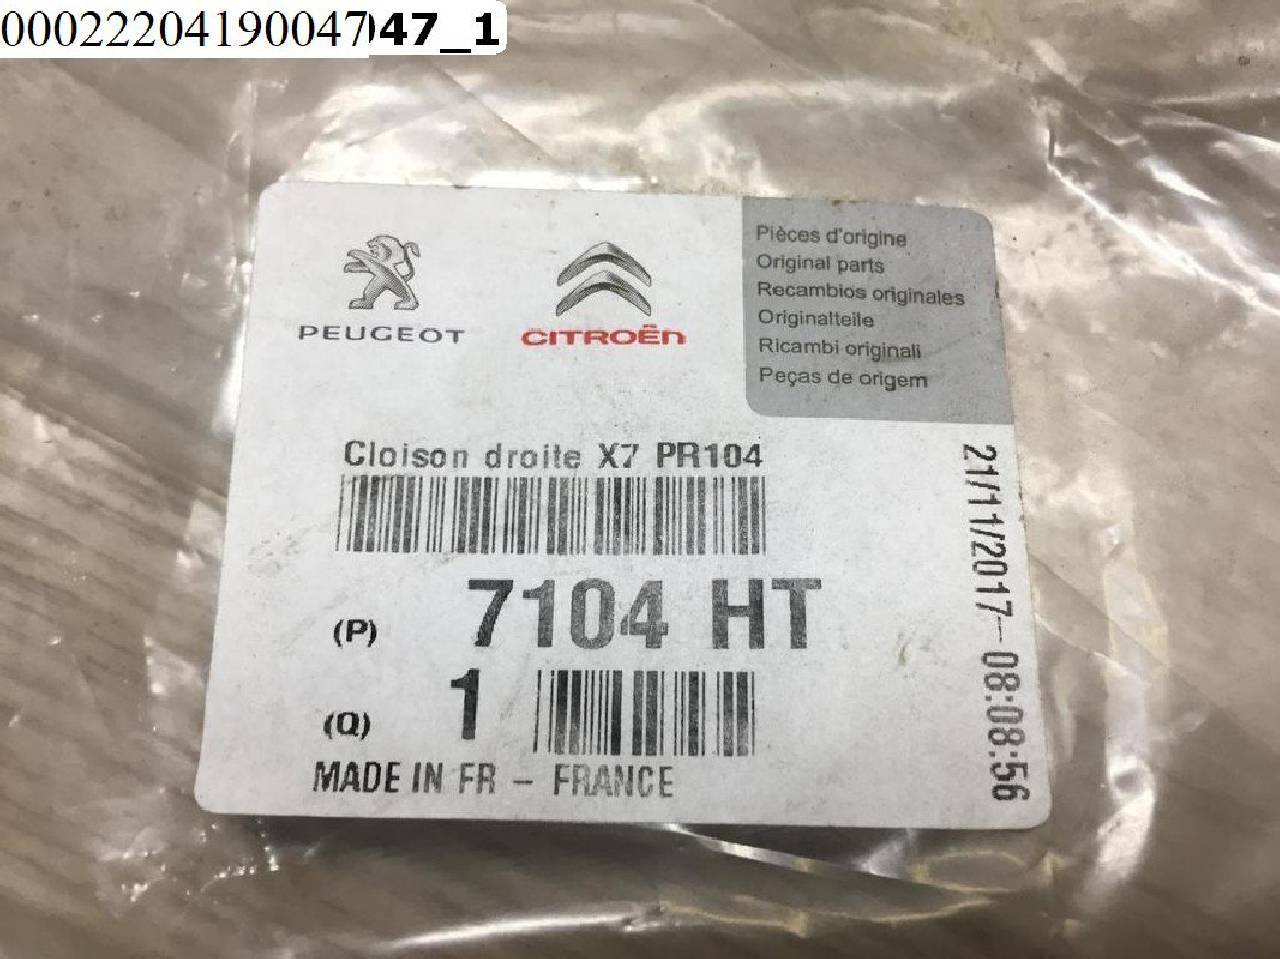 00022204190047047_1
PEUGEOT
CITROËN
Pièces d'origine
Original parts
Recambios originales
Originalteile
Ricambi originali
Peças de origem
Cloison droite X7 PR104
(P) 7104 HT
(Q) 1
MADE IN FR - FRANCE
21/11/2017-08:08:56